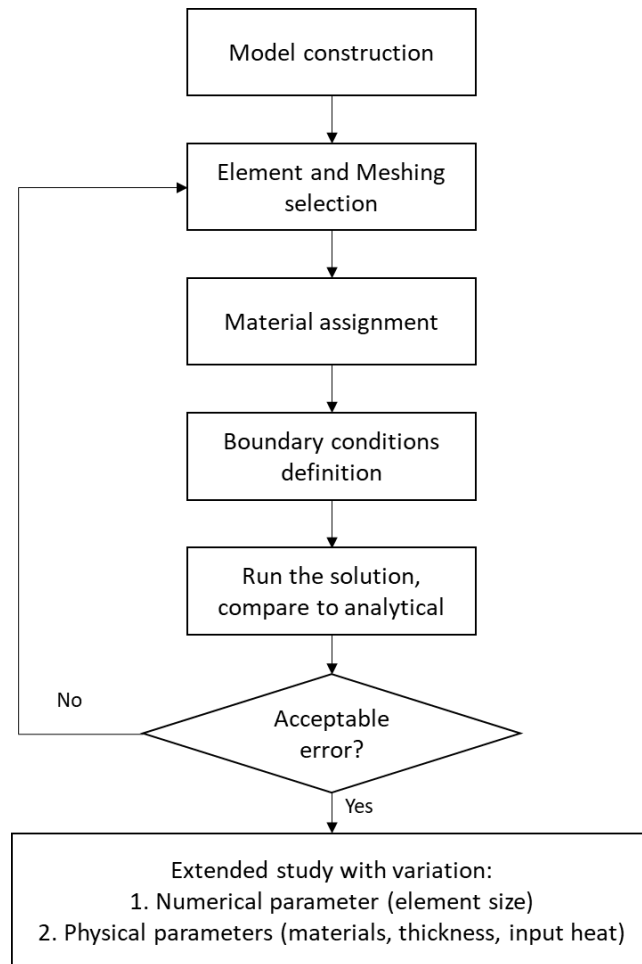 Model construction
Element and Meshing
selection
Material assignment
Boundary conditions
definition
Run the solution,
compare to analytical
No
Acceptable
error?
Yes
Extended study with variation:
1. Numerical parameter (element size)
2. Physical parameters (materials, thickness, input heat)